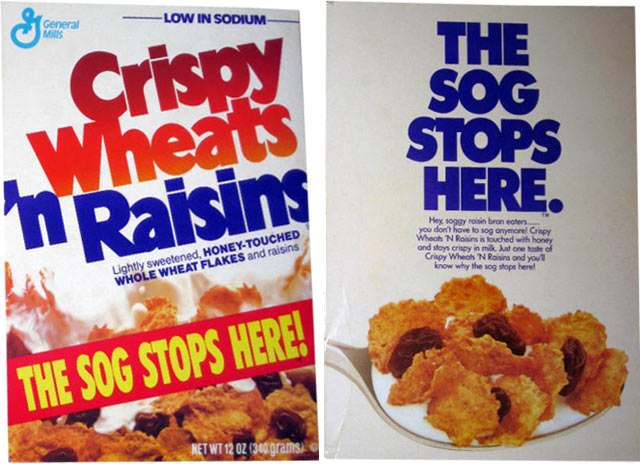 General
Mills
LOW IN SODIUM
Crispy
Wheats
'n Raisins
Lightly sweetened, HONEY-TOUCHED
WHOLE WHEAT FLAKES and raisins
THE SOG STOPS HERE!
NET WT 12 OZ (340 grams)
THE
SOG
STOPS
HERE.™
Hey, soggy raisin bran eaters.....
you don't have to sog anymore! Crispy
Wheats 'N Raisins is touched with honey
and stays crispy in milk. Just one taste of
Crispy Wheats 'N Raisins and you'll
know why the sog stops here!